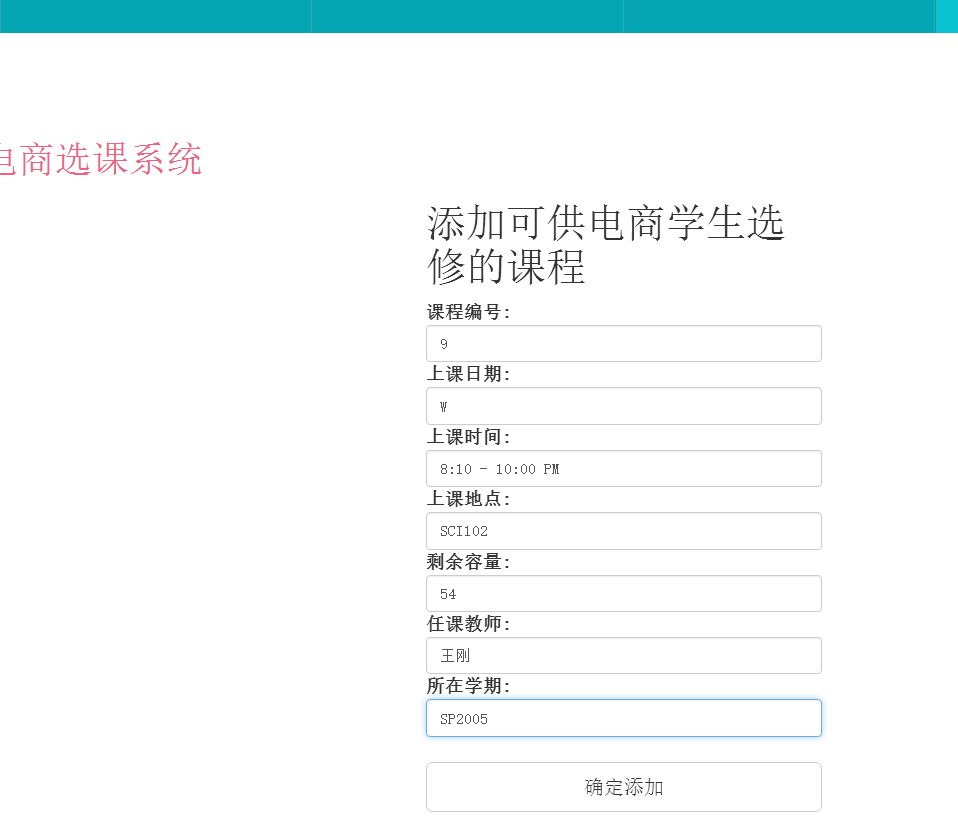 电商选课系统
添加可供电商学生选
修的课程
课程编号:
9
上课日期:
W
上课时间:
8:10 - 10:00 PM
上课地点:
SCI102
剩余容量:
54
任课教师:
王刚
所在学期:
SP2005
确定添加